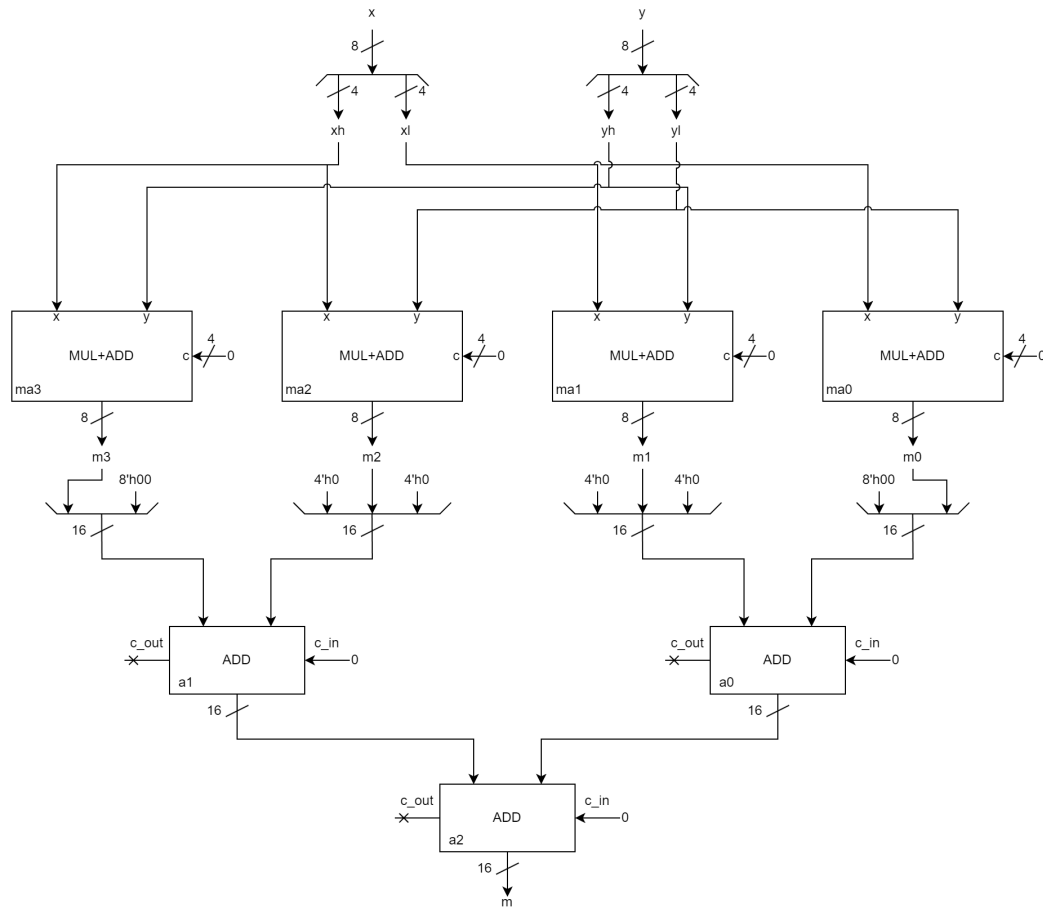 x y
8 8
4 4 4 4
xh xl yh yl
x y x y x y x y
4 4 4 4
MUL+ADD c 0 MUL+ADD c 0 MUL+ADD c 0 MUL+ADD c 0
ma3 ma2 ma1 ma0
8 8 8 8
m3 m2 m1 m0
8'h00 4'h0 4'h0 4'h0 4'h0 8'h00
16 16 16 16
c_out c_in c_out c_in
ADD 0 ADD 0
a1 a0
16 16
c_out c_in
ADD 0
a2
16
m